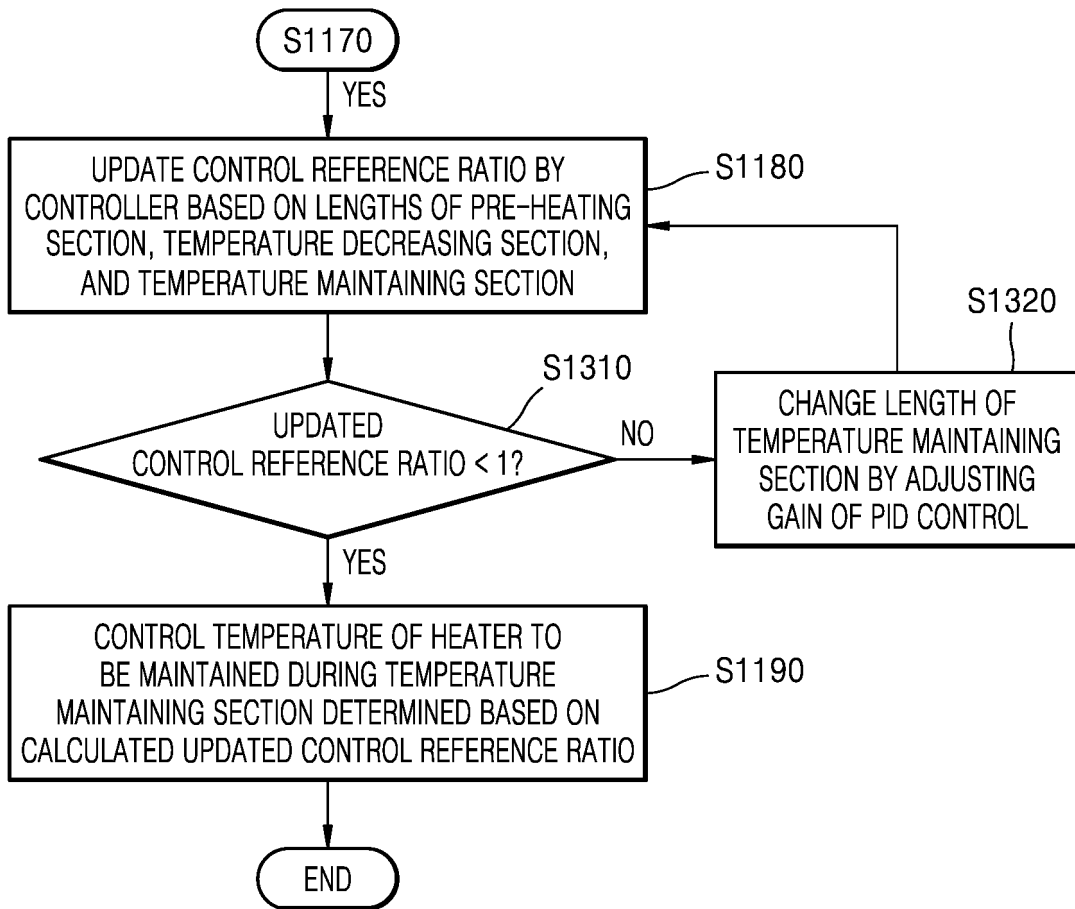 S1170
YES
UPDATE CONTROL REFERENCE RATIO BY
CONTROLLER BASED ON LENGTHS OF PRE-HEATING
SECTION, TEMPERATURE DECREASING SECTION,
AND TEMPERATURE MAINTAINING SECTION
S1180
UPDATED
CONTROL REFERENCE RATIO < 1?
S1310
NO
S1320
CHANGE LENGTH OF
TEMPERATURE MAINTAINING
SECTION BY ADJUSTING
GAIN OF PID CONTROL
YES
CONTROL TEMPERATURE OF HEATER TO
BE MAINTAINED DURING TEMPERATURE
MAINTAINING SECTION DETERMINED BASED ON
CALCULATED UPDATED CONTROL REFERENCE RATIO
S1190
END